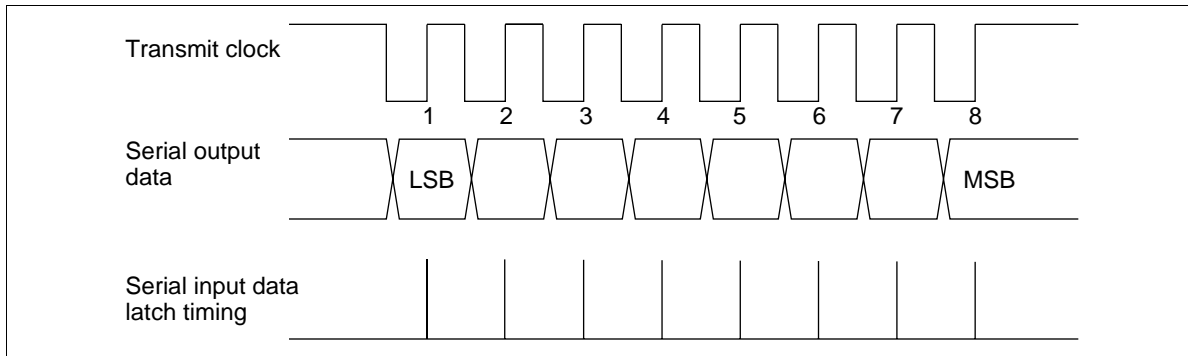 Transmit clock
1 2 3 4 5 6 7 8
Serial output
data
LSB MSB
Serial input data
latch timing